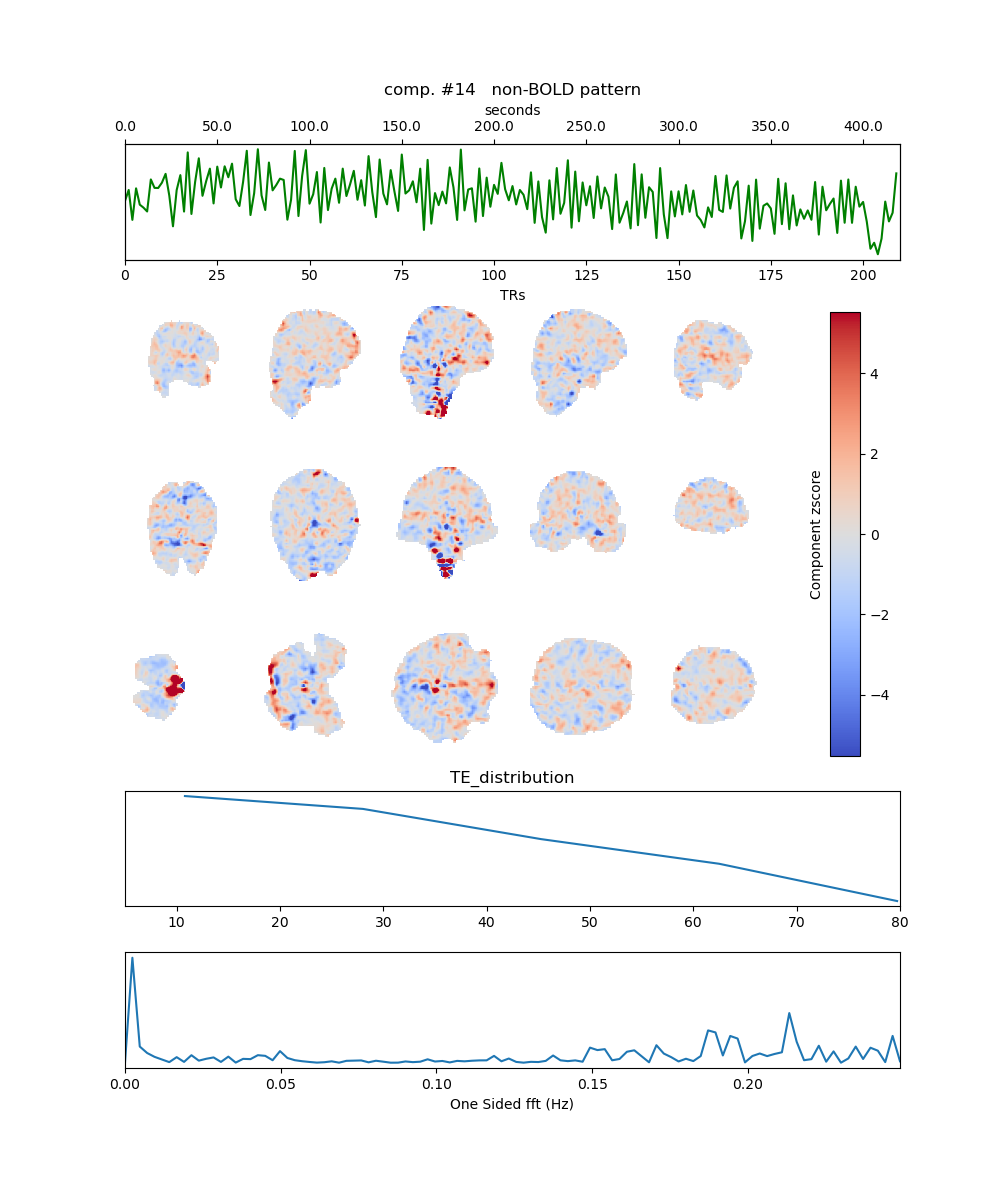 comp. #14   non-BOLD pattern
seconds
0.0 50.0 100.0 150.0 200.0 250.0 300.0 350.0 400.0
0 25 50 75 100 125 150 175 200
TRs
4
2
0
−2
−4
Component zscore
TE_distribution
10 20 30 40 50 60 70 80
0.00 0.05 0.10 0.15 0.20
One Sided fft (Hz)